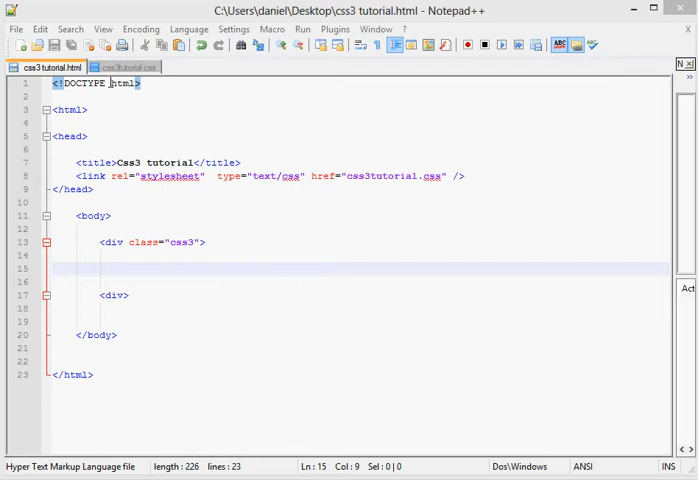 C:\Users\daniel\Desktop\css3 tutorial.html - Notepad++
File Edit Search View Encoding Language Settings Macro Run Plugins Window ? X
css3 tutorial.html css3tutorial.css N
1 <!DOCTYPE html>
2
3 <html>
4
5 <head>
6
7 <title>Css3 tutorial</title>
8 <link rel="stylesheet" type="text/css" href="css3tutorial.css" />
9 </head>
10
11 <body>
12
13 <div class="css3">
14
15
16
17 <div>
18
19
20 </body>
21
22
23 </html>
Act
Hyper Text Markup Language file length : 226 lines : 23 Ln : 15 Col : 9 Sel : 0 | 0 Dos\Windows ANSI INS